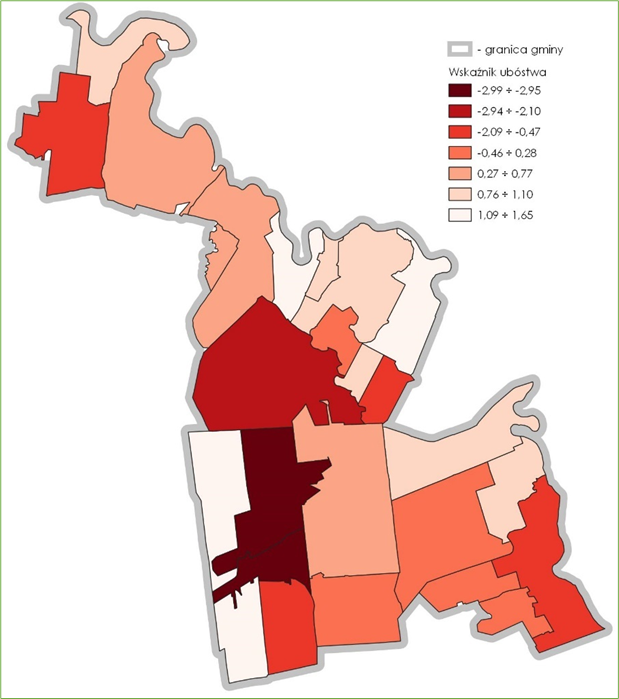 - granica gminy
Wskaźnik ubóstwa
-2,99 ÷ -2,95
-2,94 ÷ -2,10
-2,09 ÷ -0,47
-0,46 ÷ 0,28
0,27 ÷ 0,77
0,76 ÷ 1,10
1,09 ÷ 1,65